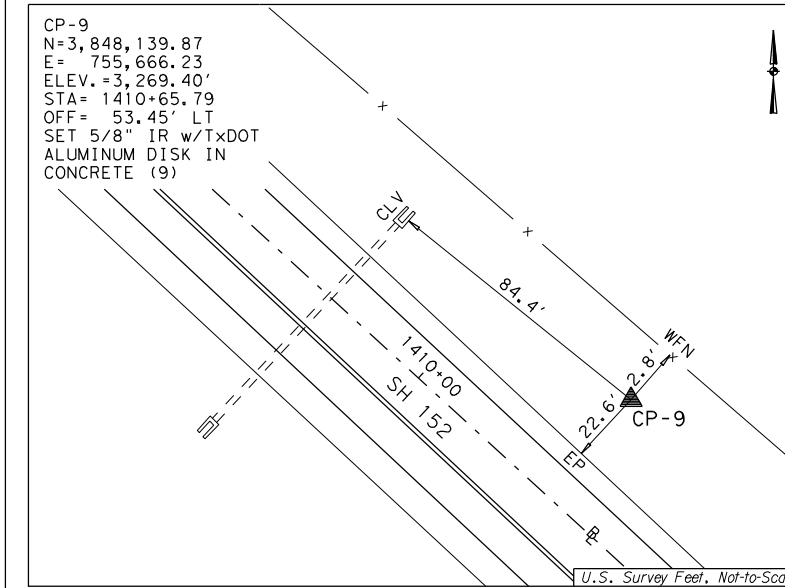 CP-9
N=3,848,139.87
E= 755,666.23
ELEV.=3,269.40'
STA= 1410+65.79
OFF= 53.45' LT
SET 5/8" IR w/TxDOT
ALUMINUM DISK IN
CONCRETE (9)
x
CLV
x
84.4'
1410+00
SH 152
WFN
x
2.8'
22.6'
CP-9
EP
U.S. Survey Feet, Not-to-Sca